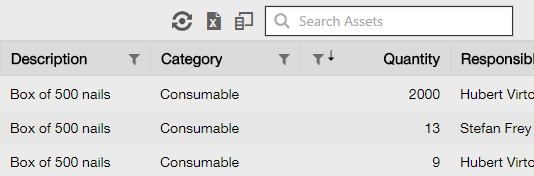 Search Assets
Description Category Quantity Responsibl
Box of 500 nails Consumable 2000 Hubert Virto
Box of 500 nails Consumable 13 Stefan Frey
Box of 500 nails Consumable 9 Hubert Virto